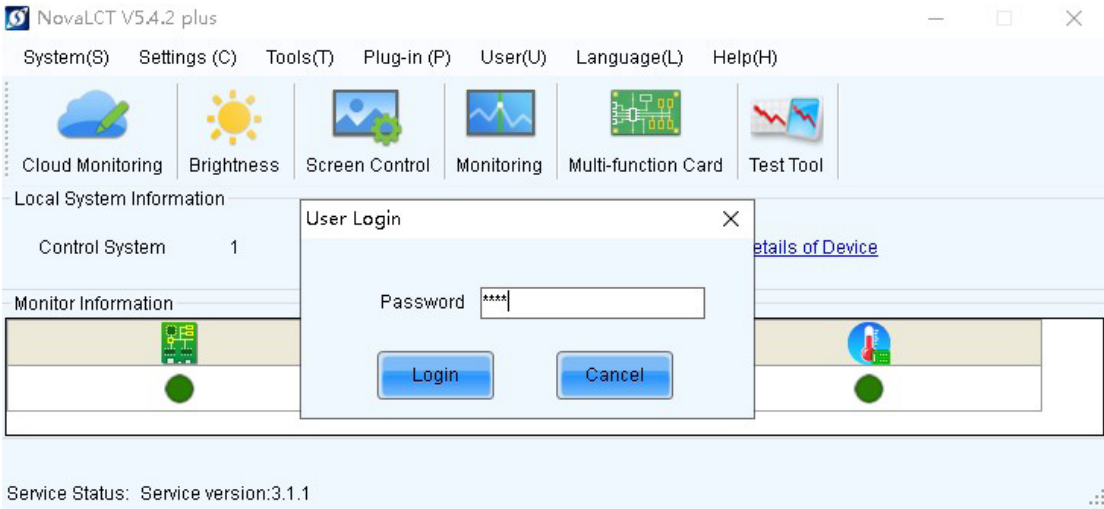 NovaLCT V5.4.2 plus
System(S) Settings (C) Tools(T) Plug-in (P) User(U) Language(L) Help(H)
Cloud Monitoring Brightness Screen Control Monitoring Multi-function Card Test Tool
Local System Information
Control System 1
etails of Device
Monitor Information
User Login
Password ****
Login Cancel
Service Status: Service version:3.1.1